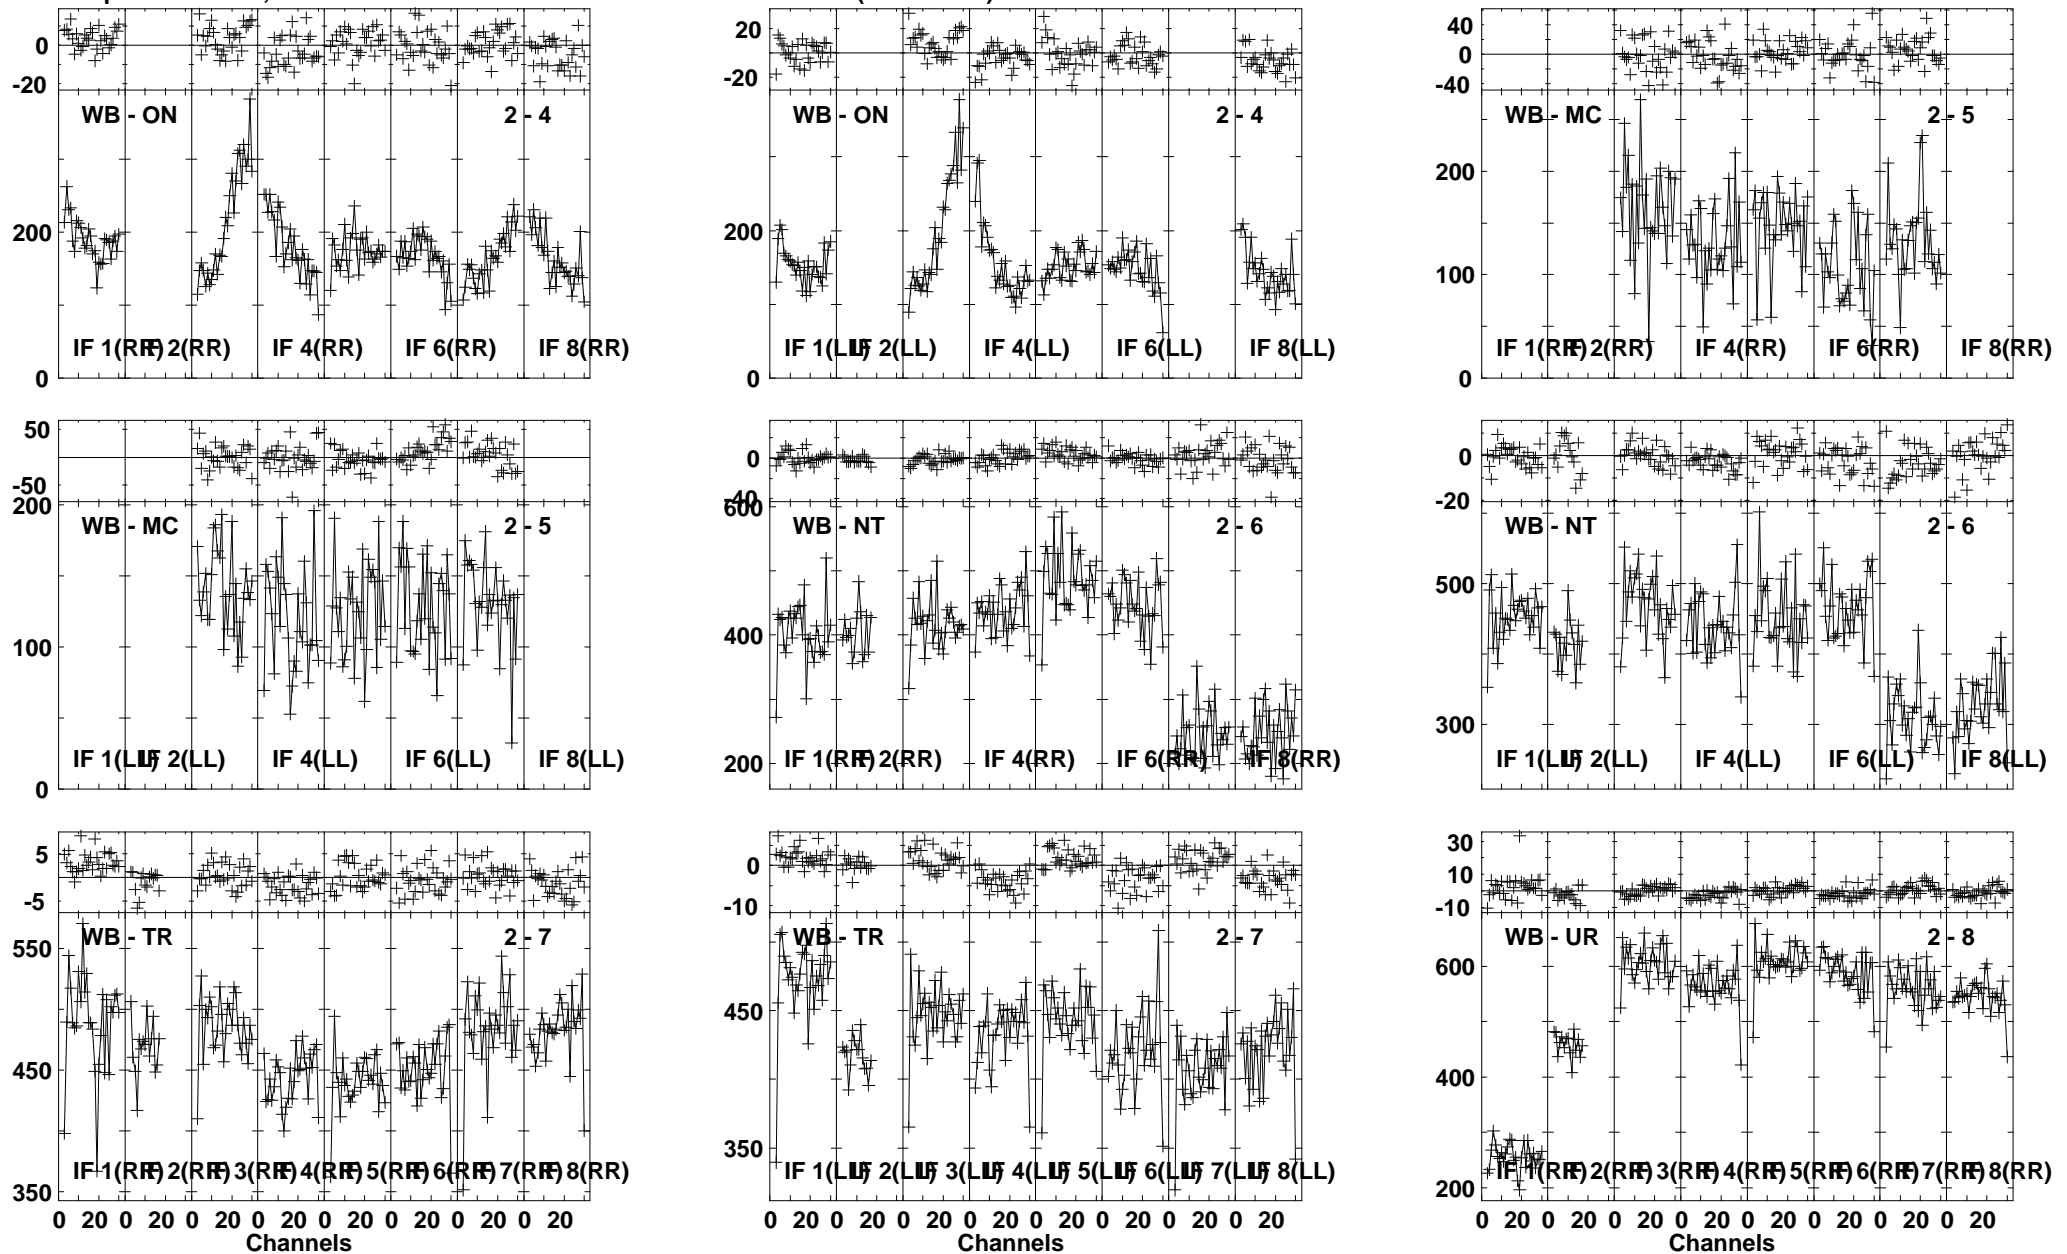 0 -20 20 -20 40 0 -40
WB - ON 2 - 4 WB - ON 2 - 4 WB - MC 2 - 5
200 200 200
100
IF 1(RR) IF 2(RR) IF 4(RR) IF 6(RR) IF 8(RR) IF 1(LL) IF 2(LL) IF 4(LL) IF 6(LL) IF 8(LL) IF 1(RR) IF 2(RR) IF 4(RR) IF 6(RR) IF 8(RR)
0 0 0
50 -50 0 -40 0 -20
200 600
WB - MC 2 - 5 WB - NT 2 - 6 WB - NT 2 - 6
100 400 500
300
IF 1(LL) IF 2(LL) IF 4(LL) IF 6(LL) IF 8(LL) IF 1(RR) IF 2(RR) IF 4(RR) IF 6(RR) IF 8(RR) IF 1(LL) IF 2(LL) IF 4(LL) IF 6(LL) IF 8(LL)
0 200
5 -5 0 -10 30 10 -10
WB - TR 2 - 7 WB - TR 2 - 7 WB - UR 2 - 8
550 600
450 450 400
350 350 200
IF 1(RR) IF 2(RR) IF 3(RR) IF 4(RR) IF 5(RR) IF 6(RR) IF 7(RR) IF 8(RR) IF 1(LL) IF 2(LL) IF 3(LL) IF 4(LL) IF 5(LL) IF 6(LL) IF 7(LL) IF 8(LL) IF 1(RR) IF 2(RR) IF 3(RR) IF 4(RR) IF 5(RR) IF 6(RR) IF 7(RR) IF 8(RR)
0 20 0 20 0 20 0 20 0 20 0 20 0 20 0 20 0 20 0 20 0 20 0 20 0 20 0 20 0 20 0 20 0 20 0 20 0 20 0 20 0 20 0 20 0 20 0 20
Channels Channels Channels